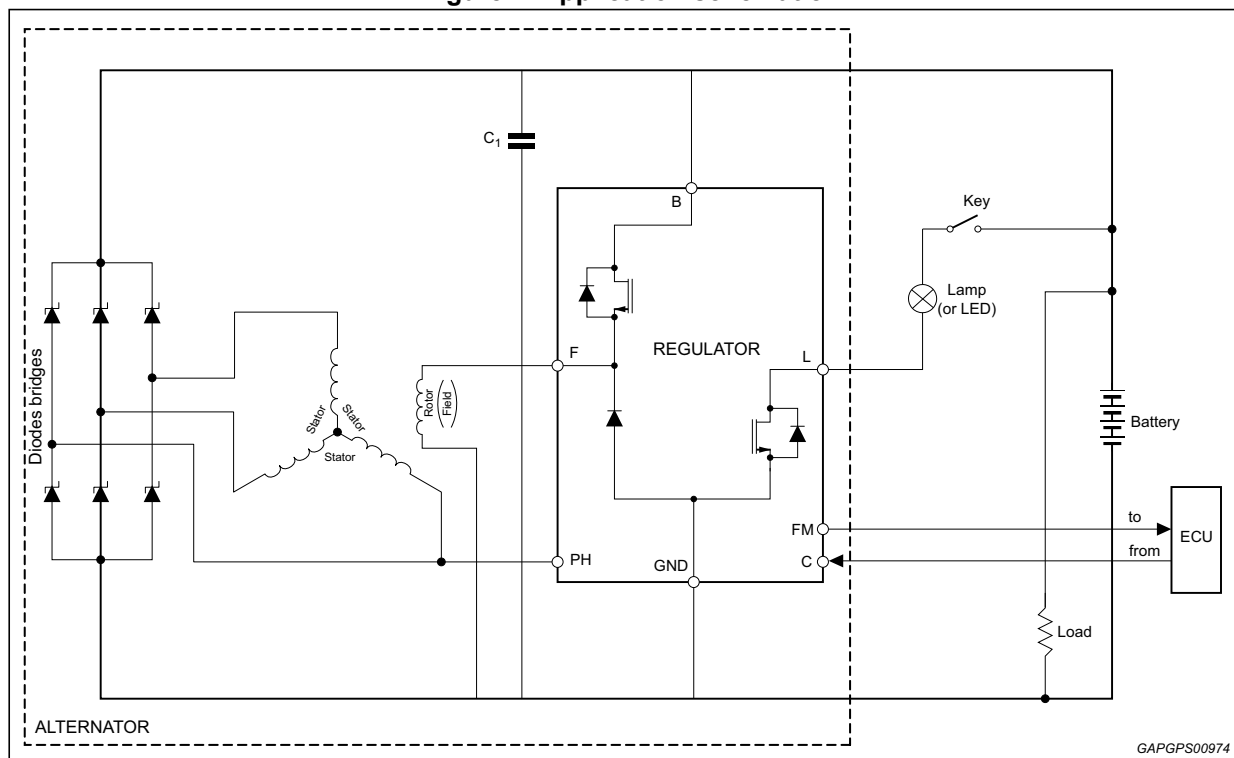 C1
B
Key
Lamp
(or LED)
REGULATOR
F
L
Diodes bridges
Stator
Stator
Stator
Rotor
(Field)
Battery
FM
to
ECU
PH
GND
C
from
Load
ALTERNATOR
GAPGPS00974